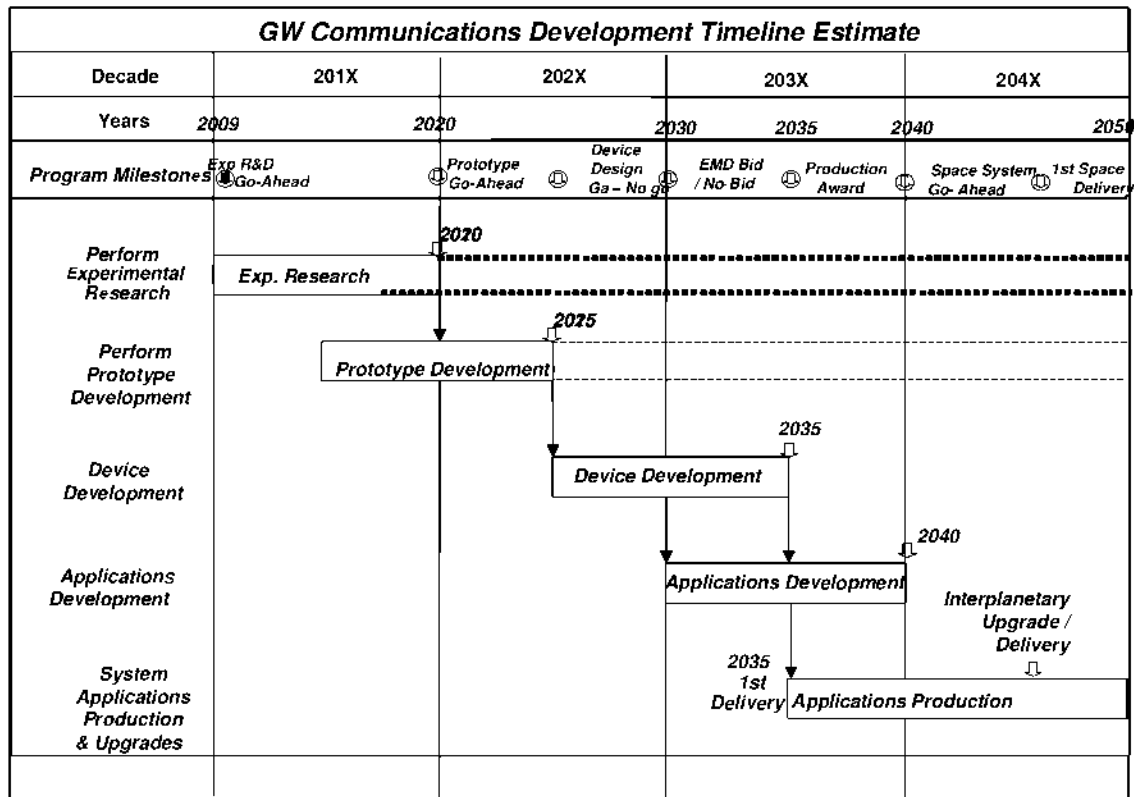 GW Communications Development Timeline Estimate
Decade 201X 202X 203X 204X
Years 2009 2020 2030 2035 2040 2050
Program Milestones
Exp R&D
Go-Ahead
Prototype
Go-Ahead
Device
Design
Ga – No go
EMD Bid
/ No Bid
Production
Award
Space System
Go- Ahead
1st Space
Delivery
Perform
Experimental
Research
Exp. Research
2020
Perform
Prototype
Development
Prototype Development
2025
Device
Development
Device Development
2035
Applications
Development
Applications Development
2040
Interplanetary
Upgrade /
Delivery
System
Applications
Production
& Upgrades
2035
1st
Delivery
Applications Production